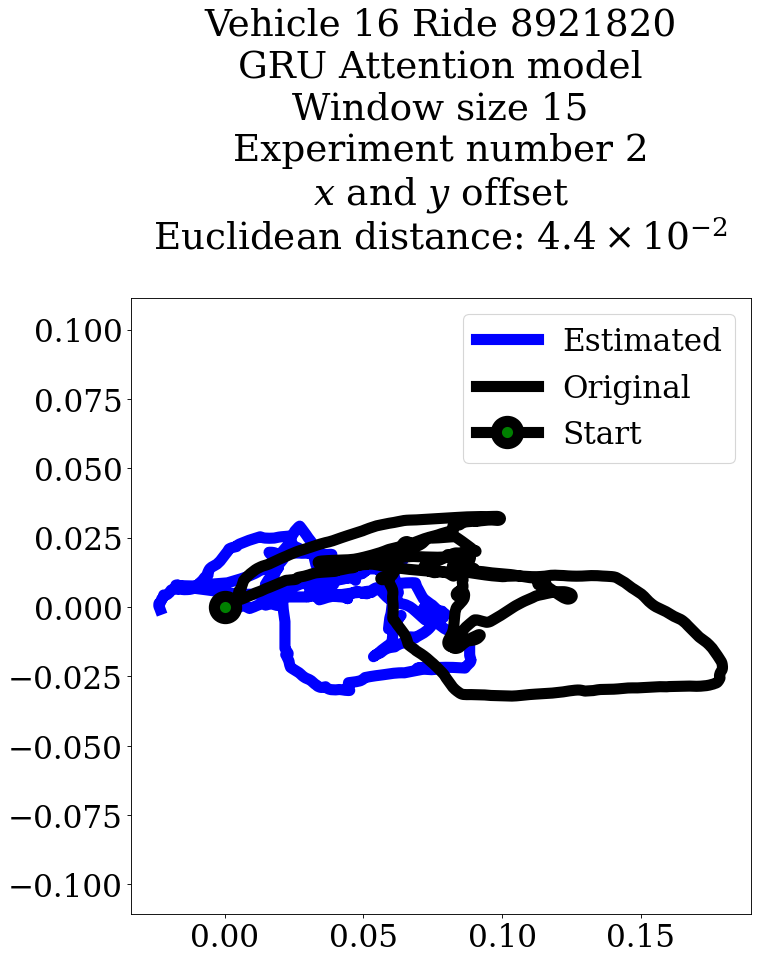 Vehicle 16 Ride 8921820
GRU Attention model
Window size 15
Experiment number 2
x and y offset
Euclidean distance: 4.4 × 10⁻²
Estimated
Original
Start
0.100
0.075
0.050
0.025
0.000
−0.025
−0.050
−0.075
−0.100
0.00 0.05 0.10 0.15